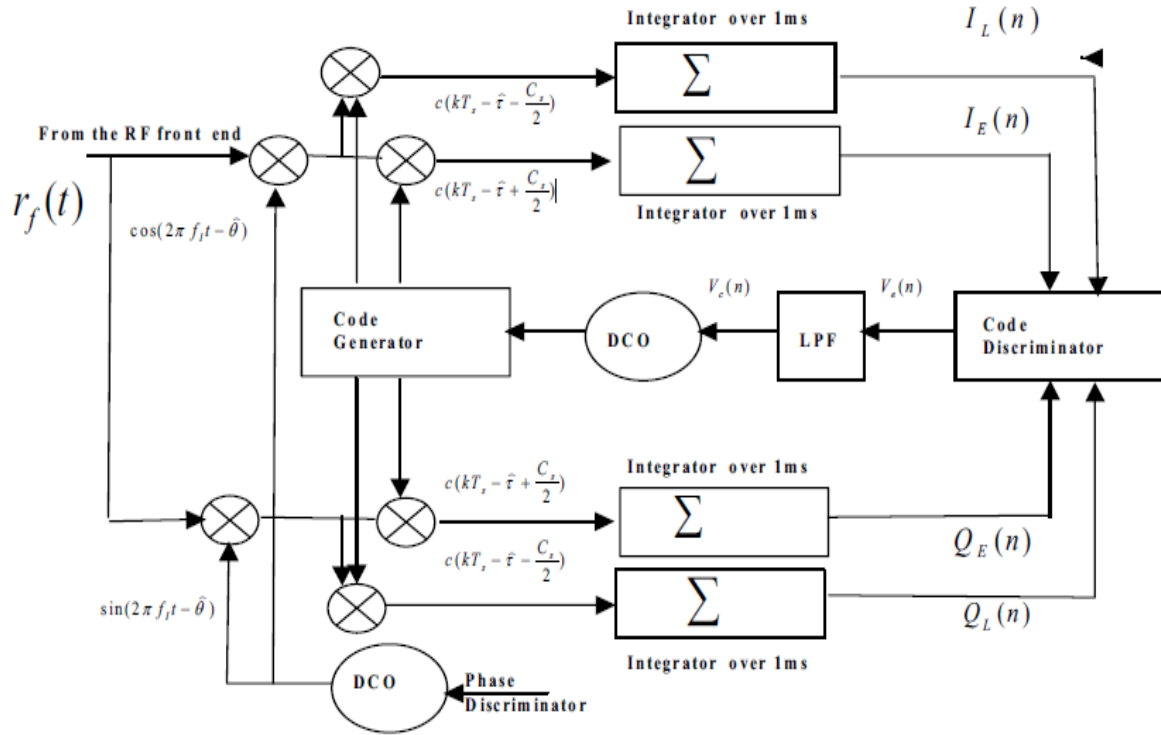 Integrator over 1ms
I_L(n)
∑
c(kT_s − τ̂ − C_s/2)
From the RF front end
I_E(n)
∑
c(kT_s − τ̂ + C_s/2)
r_f(t)
Integrator over 1ms
cos(2π f_I t − θ̂)
V_c(n)
V_e(n)
Code
Generator
DCO
LPF
Code
Discriminator
Integrator over 1ms
c(kT_s − τ̂ + C_s/2)
∑
Q_E(n)
c(kT_s − τ̂ − C_s/2)
sin(2π f_I t − θ̂)
∑
Q_L(n)
Integrator over 1ms
DCO
Phase
Discriminator